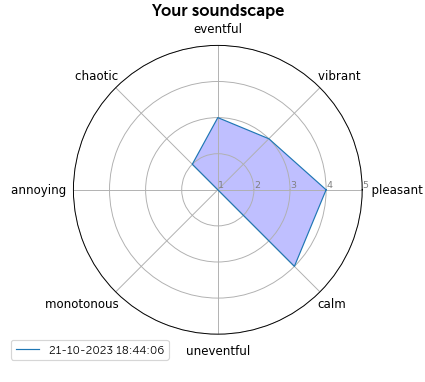 Your soundscape
eventful
chaotic
vibrant
annoying
1 2 3 4 5
pleasant
monotonous
calm
uneventful
21-10-2023 18:44:06